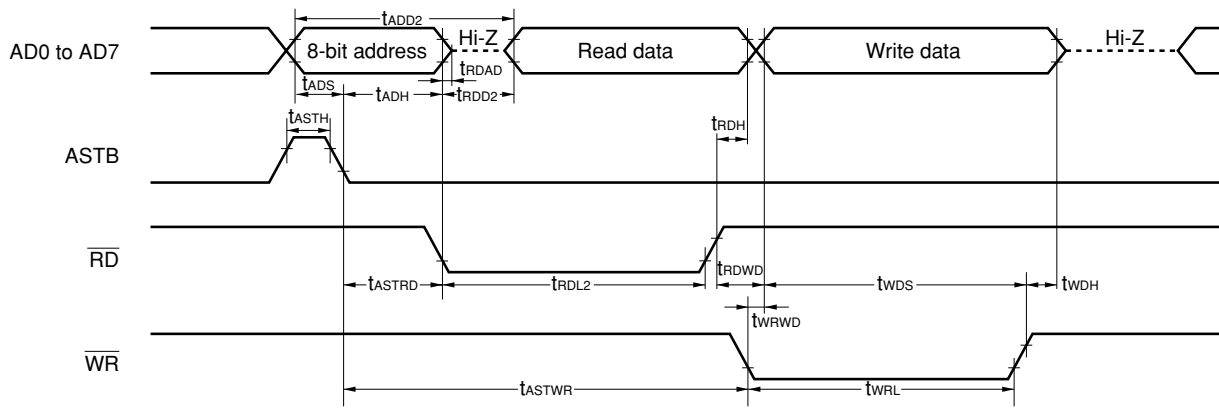 tADD2
AD0 to AD7 8-bit address Hi-Z Read data Write data Hi-Z
tRDAD
tADS tADH tRDD2
tASTH tRDH
ASTB
RD
tASTRD tRDL2 tRDWD tWDS tWDH
tWRWD
WR
tASTWR tWRL